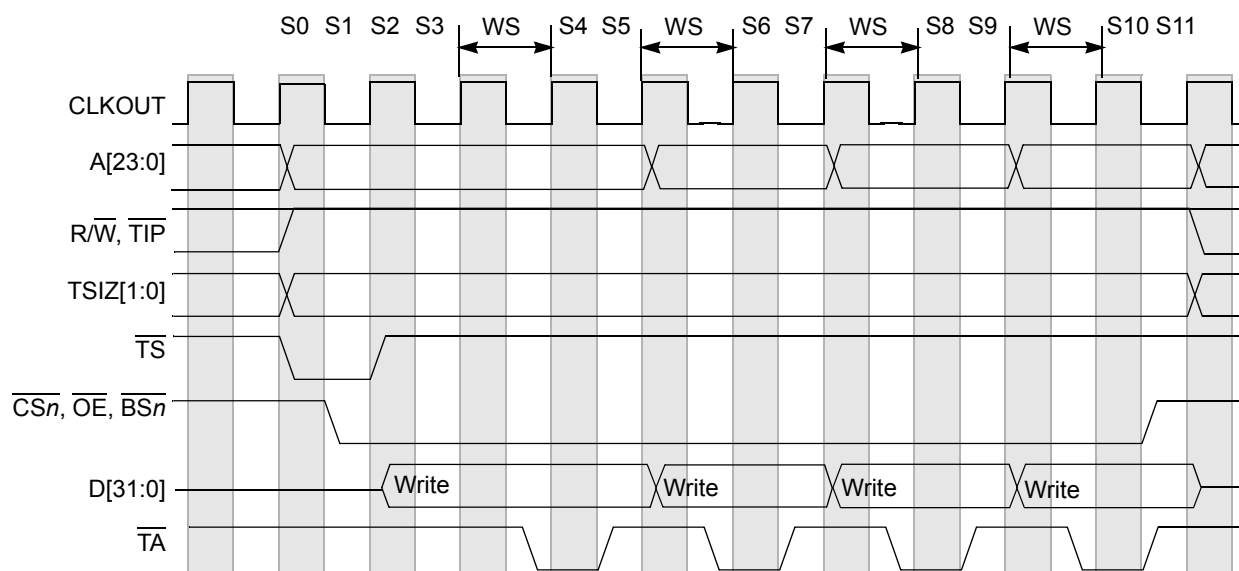 S0 S1 S2 S3 WS S4 S5 WS S6 S7 WS S8 S9 WS S10 S11
CLKOUT
A[23:0]
R/W, TIP
TSIZ[1:0]
TS
CSn, OE, BSn
D[31:0] Write Write Write Write
TA